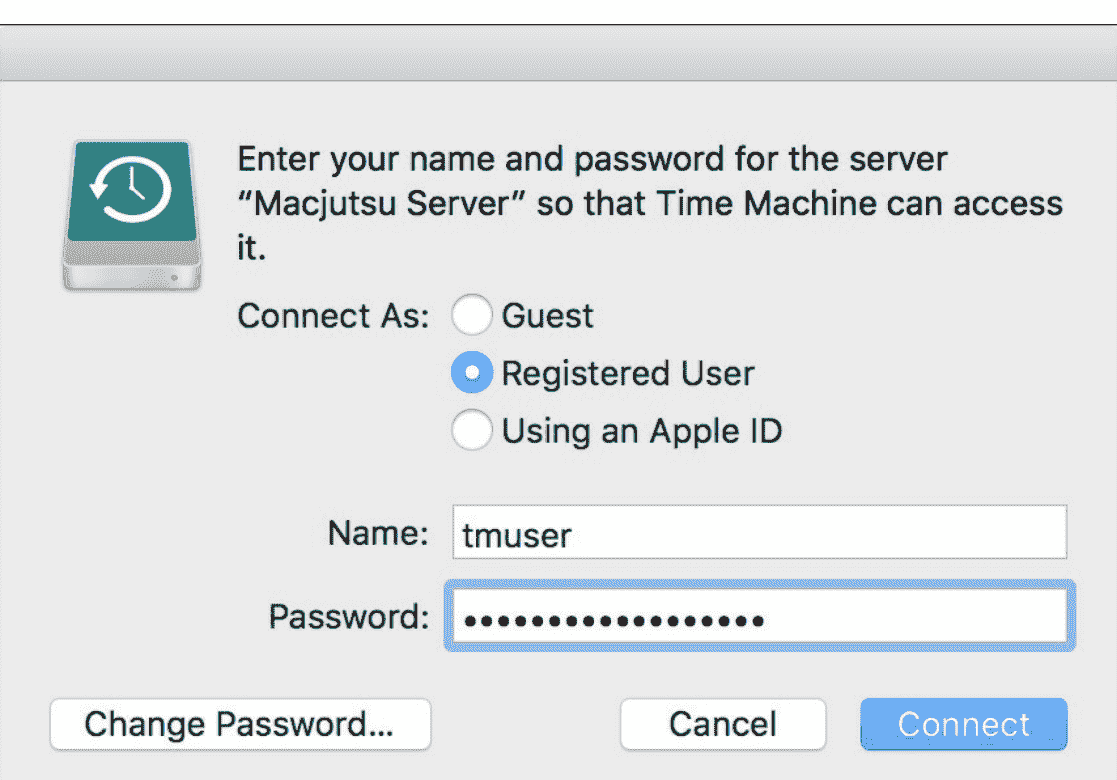 Enter your name and password for the server
“Macjutsu Server” so that Time Machine can access
it.
Connect As: Guest
Registered User
Using an Apple ID
Name: tmuser
Password: ••••••••••••••••••
Change Password... Cancel Connect